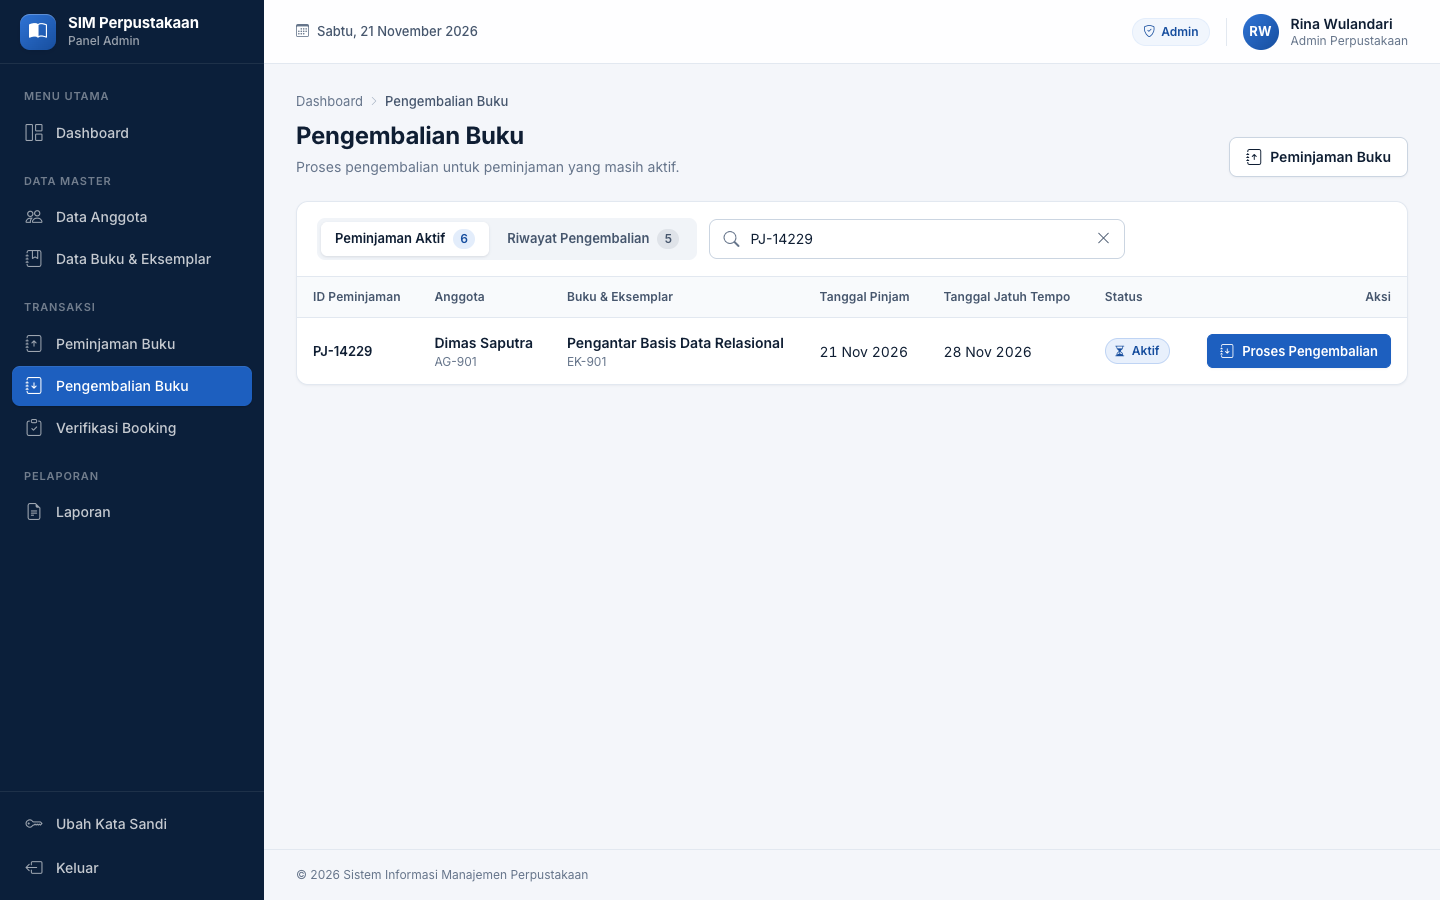 SIM Perpustakaan
Panel Admin
MENU UTAMA
Dashboard
DATA MASTER
Data Anggota
Data Buku & Eksemplar
TRANSAKSI
Peminjaman Buku
Pengembalian Buku
Verifikasi Booking
PELAPORAN
Laporan
Ubah Kata Sandi
Keluar
Sabtu, 21 November 2026
Admin
RW
Rina Wulandari
Admin Perpustakaan
Dashboard
Pengembalian Buku
Pengembalian Buku
Proses pengembalian untuk peminjaman yang masih aktif.
Peminjaman Buku
Peminjaman Aktif 6
Riwayat Pengembalian 5
PJ-14229
ID Peminjaman Anggota Buku & Eksemplar Tanggal Pinjam Tanggal Jatuh Tempo Status Aksi
PJ-14229 Dimas Saputra Pengantar Basis Data Relasional 21 Nov 2026 28 Nov 2026 Aktif Proses Pengembalian
AG-901 EK-901
© 2026 Sistem Informasi Manajemen Perpustakaan